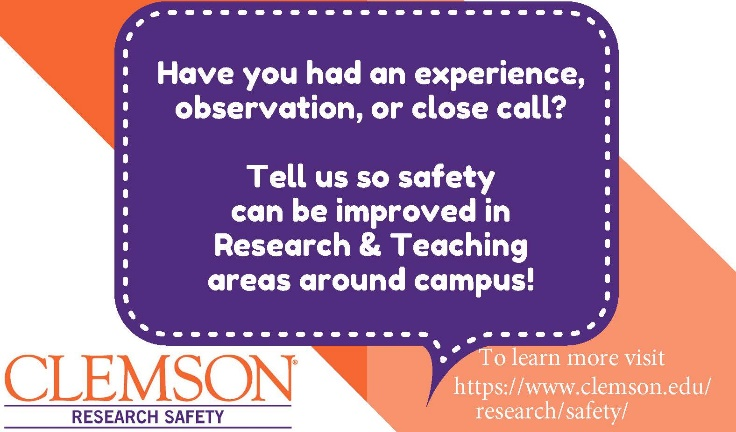 Have you had an experience,
observation, or close call?
Tell us so safety
can be improved in
Research & Teaching
areas around campus!
To learn more visit
https://www.clemson.edu/
research/safety/
CLEMSON®
RESEARCH SAFETY